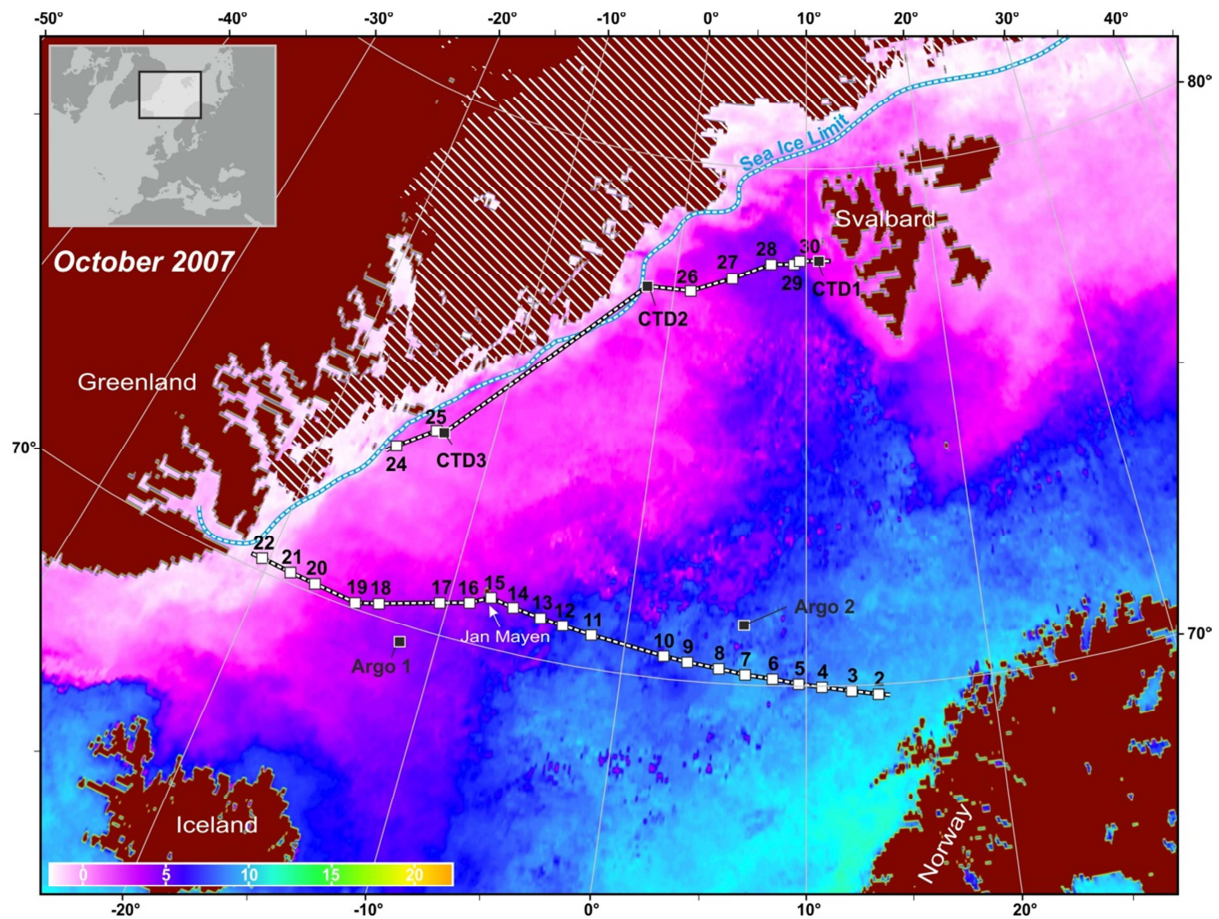 -50° -40° -30° -20° -10° 0° 10° 20° 30° 40°
80°
Sea Ice Limit
Svalbard
October 2007
30
28
27
26
29
CTD1
CTD2
Greenland
70°
25
24
CTD3
22
21
20
19 18 17 16 15 14 13 12 11
Jan Mayen
Argo 2
70°
Argo 1
10 9 8 7 6 5 4 3 2
Iceland
Norway
0 5 10 15 20
-20° -10° 0° 10° 20°